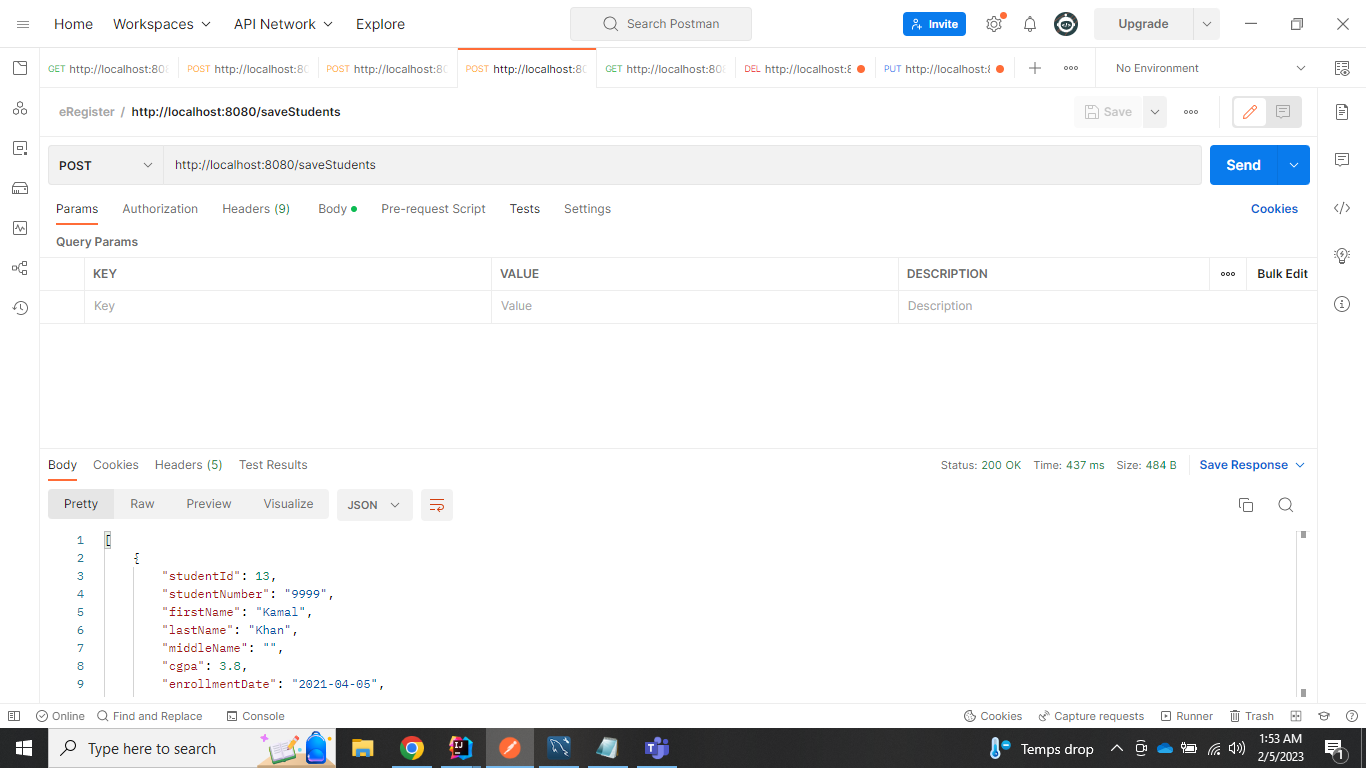 Home Workspaces API Network Explore Search Postman Invite Upgrade
GET http://localhost:808 POST http://localhost:80 POST http://localhost:80 POST http://localhost:80 GET http://localhost:808 DEL http://localhost:8 PUT http://localhost: No Environment
eRegister / http://localhost:8080/saveStudents Save
POST http://localhost:8080/saveStudents Send
Params Authorization Headers (9) Body Pre-request Script Tests Settings Cookies
Query Params
KEY VALUE DESCRIPTION Bulk Edit
Key Value Description
Body Cookies Headers (5) Test Results Status: 200 OK Time: 437 ms Size: 484 B Save Response
Pretty Raw Preview Visualize JSON
1 [
2 {
3 "studentId": 13,
4 "studentNumber": "9999",
5 "firstName": "Kamal",
6 "lastName": "Khan",
7 "middleName": "",
8 "cgpa": 3.8,
9 "enrollmentDate": "2021-04-05",
Online Find and Replace Console Cookies Capture requests Runner Trash
Type here to search Temps drop 1:53 AM
2/5/2023 1